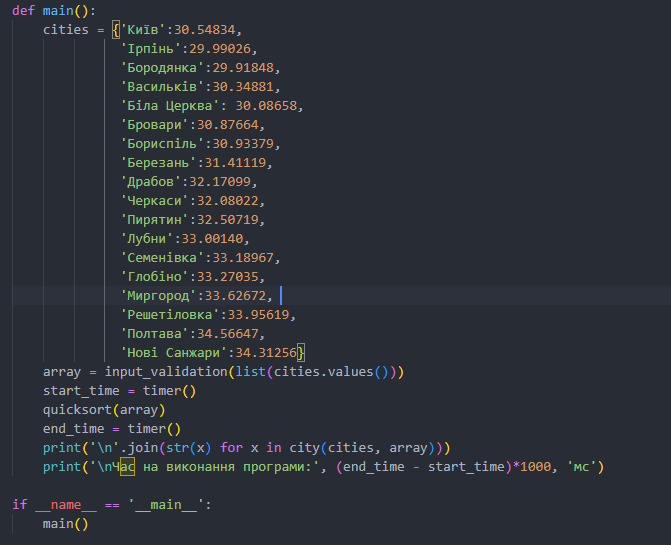 def main():
    cities = {'Київ':30.54834,
              'Ірпінь':29.99026,
              'Бородянка':29.91848,
              'Васильків':30.34881,
              'Біла Церква': 30.08658,
              'Бровари':30.87664,
              'Бориспіль':30.93379,
              'Березань':31.41119,
              'Драбов':32.17099,
              'Черкаси':32.08022,
              'Пирятин':32.50719,
              'Лубни':33.00140,
              'Семенівка':33.18967,
              'Глобіно':33.27035,
              'Миргород':33.62672,
              'Решетіловка':33.95619,
              'Полтава':34.56647,
              'Нові Санжари':34.31256}
    array = input_validation(list(cities.values()))
    start_time = timer()
    quicksort(array)
    end_time = timer()
    print('\n'.join(str(x) for x in city(cities, array)))
    print('\nЧас на виконання програми:', (end_time - start_time)*1000, 'мс')
if __name__ == '__main__':
    main()